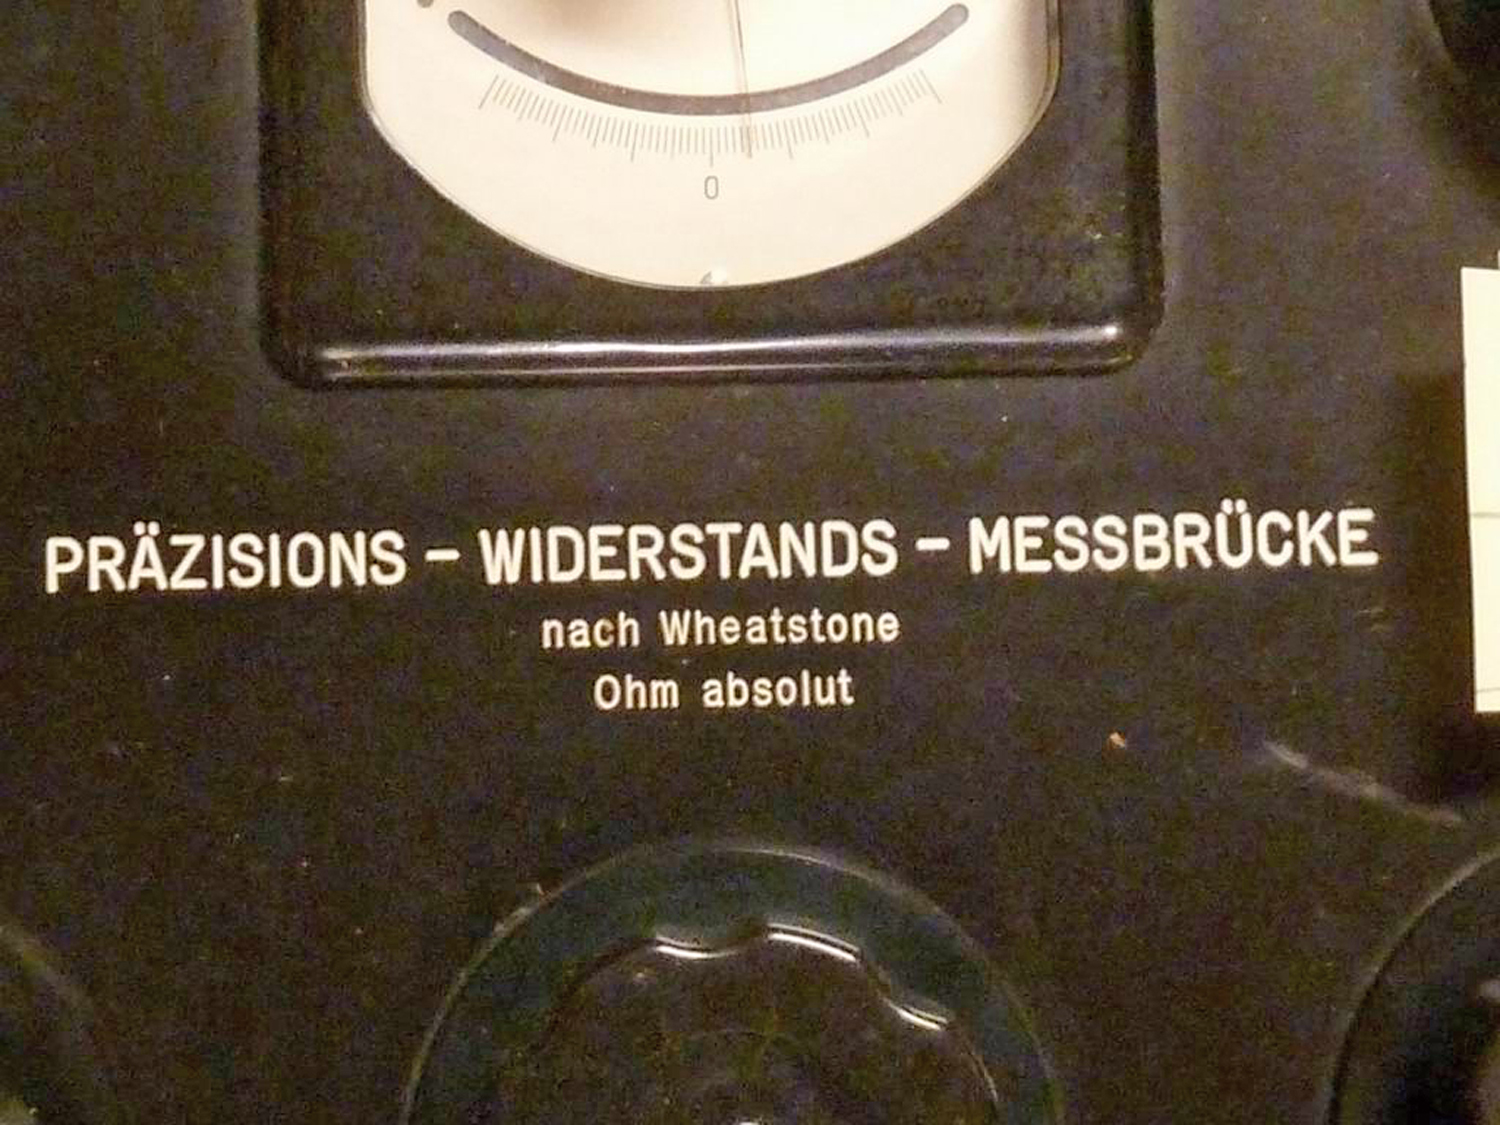 0
PRÄZISIONS – WIDERSTANDS – MESSBRÜCKE
nach Wheatstone
Ohm absolut